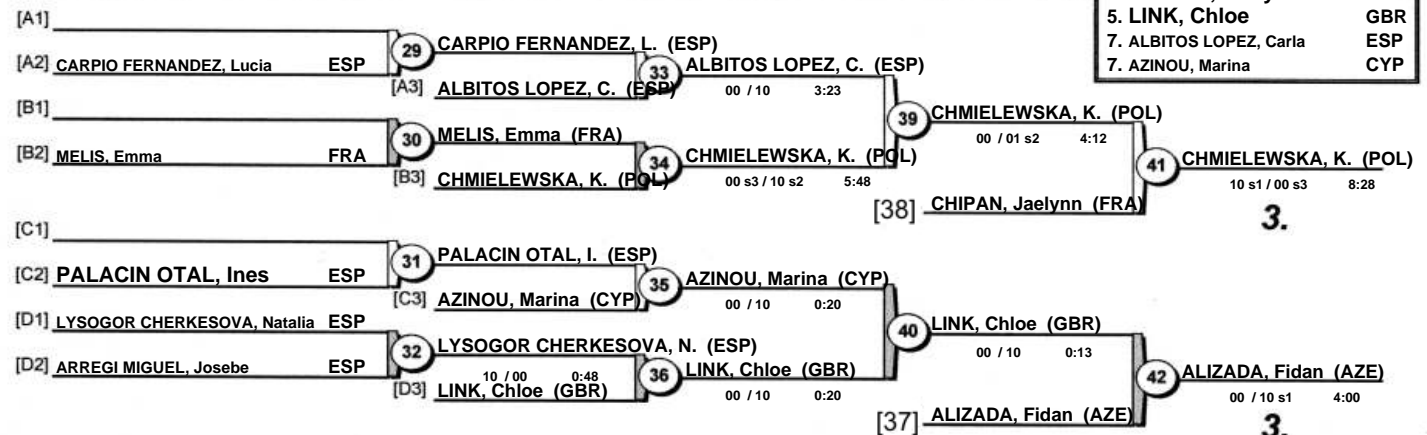 5. LINK, Chloe GBR
7. ALBITOS LOPEZ, Carla ESP
7. AZINOU, Marina CYP
[A1]
[A2] CARPIO FERNANDEZ, Lucia ESP
29 CARPIO FERNANDEZ, L. (ESP)
[A3] ALBITOS LOPEZ, C. (ESP)
33 ALBITOS LOPEZ, C. (ESP)
00 / 10 3:23
[B1]
[B2] MELIS, Emma FRA
30 MELIS, Emma (FRA)
[B3] CHMIELEWSKA, K. (POL)
34 CHMIELEWSKA, K. (POL)
00 s3 / 10 s2 5:48
39 CHMIELEWSKA, K. (POL)
00 / 01 s2 4:12
[38] CHIPAN, Jaelynn (FRA)
41 CHMIELEWSKA, K. (POL)
10 s1 / 00 s3 8:28
3.
[C1]
[C2] PALACIN OTAL, Ines ESP
31 PALACIN OTAL, I. (ESP)
[C3] AZINOU, Marina (CYP)
35 AZINOU, Marina (CYP)
00 / 10 0:20
[D1] LYSOGOR CHERKESOVA, Natalia ESP
[D2] ARREGI MIGUEL, Josebe ESP
32 LYSOGOR CHERKESOVA, N. (ESP)
10 / 00 0:48
[D3] LINK, Chloe (GBR)
36 LINK, Chloe (GBR)
00 / 10 0:20
40 LINK, Chloe (GBR)
00 / 10 0:13
[37] ALIZADA, Fidan (AZE)
42 ALIZADA, Fidan (AZE)
00 / 10 s1 4:00
3.